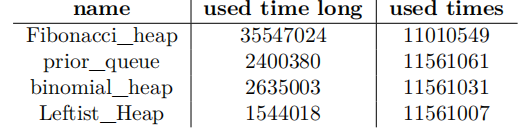 name used time long used times
Fibonacci_heap 35547024 11010549
prior_queue 2400380 11561061
binomial_heap 2635003 11561031
Leftist_Heap 1544018 11561007